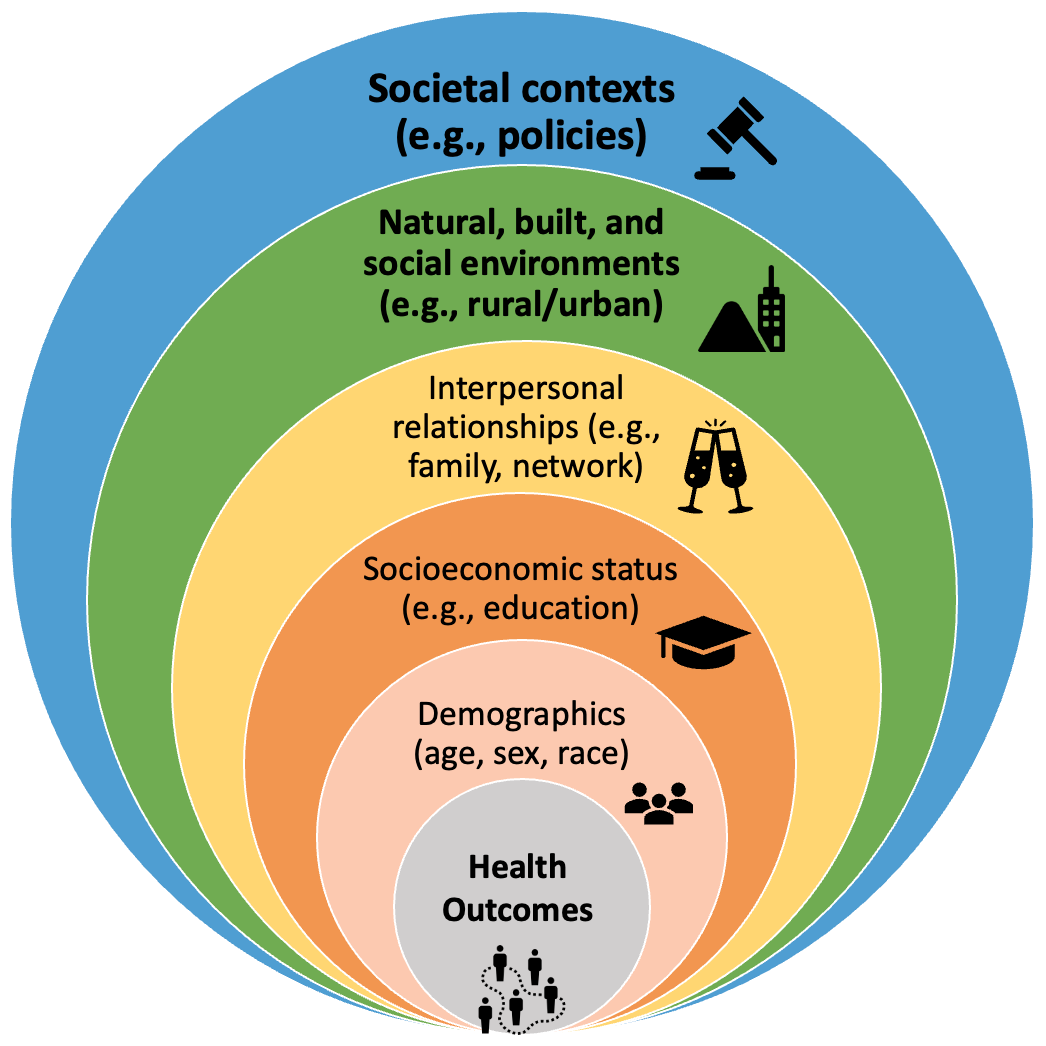 Societal contexts
(e.g., policies)
Natural, built, and
social environments
(e.g., rural/urban)
Interpersonal
relationships (e.g.,
family, network)
Socioeconomic status
(e.g., education)
Demographics
(age, sex, race)
Health
Outcomes